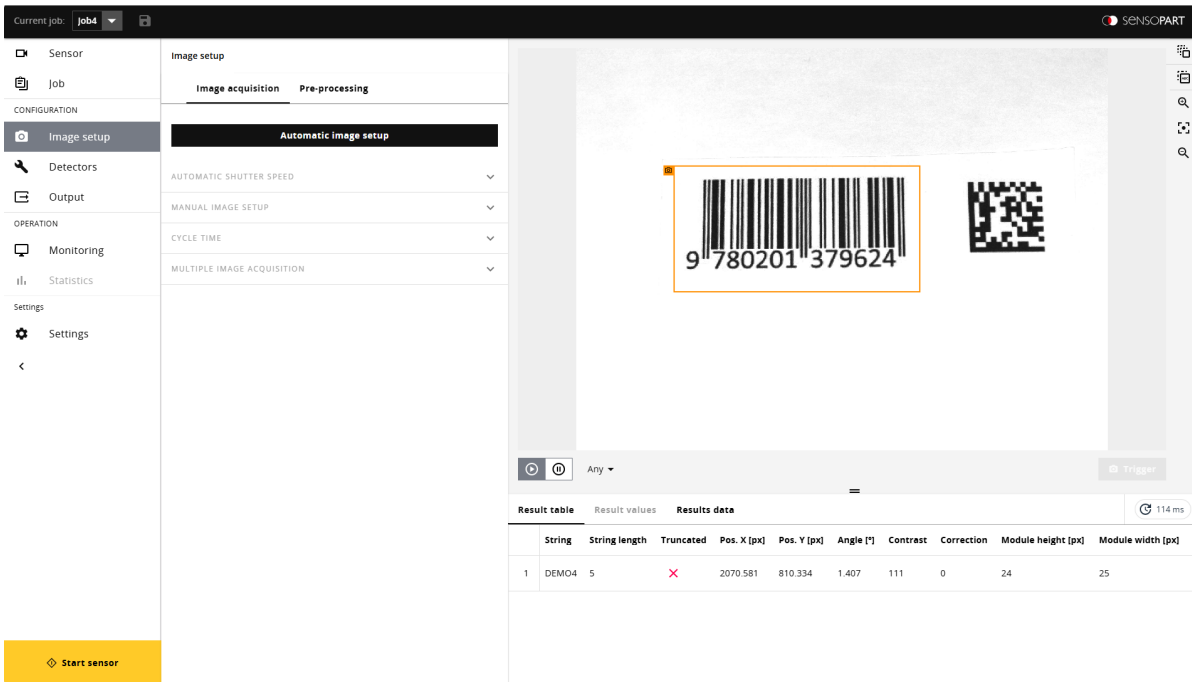 Current job: job4
SENSOPART
Sensor
Job
CONFIGURATION
Image setup
Detectors
Output
OPERATION
Monitoring
Statistics
Settings
Settings
Start sensor
Image setup
Image acquisition Pre-processing
Automatic image setup
AUTOMATIC SHUTTER SPEED
MANUAL IMAGE SETUP
CYCLE TIME
MULTIPLE IMAGE ACQUISITION
9 780201 379624
Any
Trigger
Result table Result values Results data
114 ms
String String length Truncated Pos. X [px] Pos. Y [px] Angle [°] Contrast Correction Module height [px] Module width [px]
1 DEMO4 5 2070.581 810.334 1.407 111 0 24 25